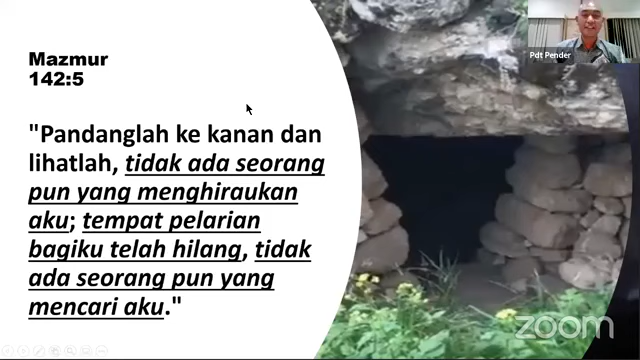 Mazmur
142:5
"Pandanglah ke kanan dan
lihatlah, tidak ada seorang
pun yang menghiraukan
aku; tempat pelarian
bagiku telah hilang, tidak
ada seorang pun yang
mencari aku."
Pdt Pender
zoom